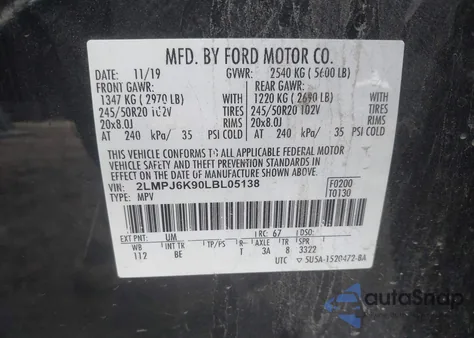 MFD. BY FORD MOTOR CO.
DATE: 11/19 GVWR: 2540 KG (5600 LB)
FRONT GAWR: REAR GAWR:
1347 KG (2970 LB) WITH 1220 KG (2690 LB) WITH
245/50R20 102V TIRES 245/50R20 102V TIRES
20x8.0J RIMS 20x8.0J RIMS
AT 240 kPa/ 35 PSI COLD AT 240 kPa/ 35 PSI COLD
THIS VEHICLE CONFORMS TO ALL APPLICABLE FEDERAL MOTOR
VEHICLE SAFETY AND THEFT PREVENTION STANDARDS IN EFFECT
ON THE DATE OF MANUFACTURE SHOWN ABOVE.
VIN: 2LMPJ6K90LBL05138 F0200
TYPE: MPV T0130
EXT PNT: UM RC: 67 DSO:
WB INT TR TP/PS R AXLE TR SPR
112 BE T 3A 8 3322
UTC 5U5A-1520472-BA
autoSnap